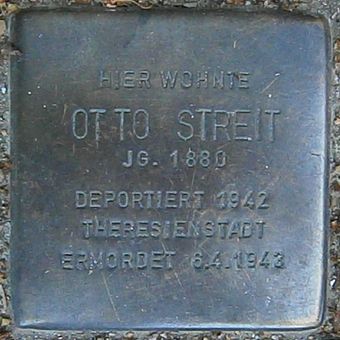 HIER WOHNTE
OTTO STREIT
JG. 1880
DEPORTIERT 1942
THERESIENSTADT
ERMORDET 6.4.1943